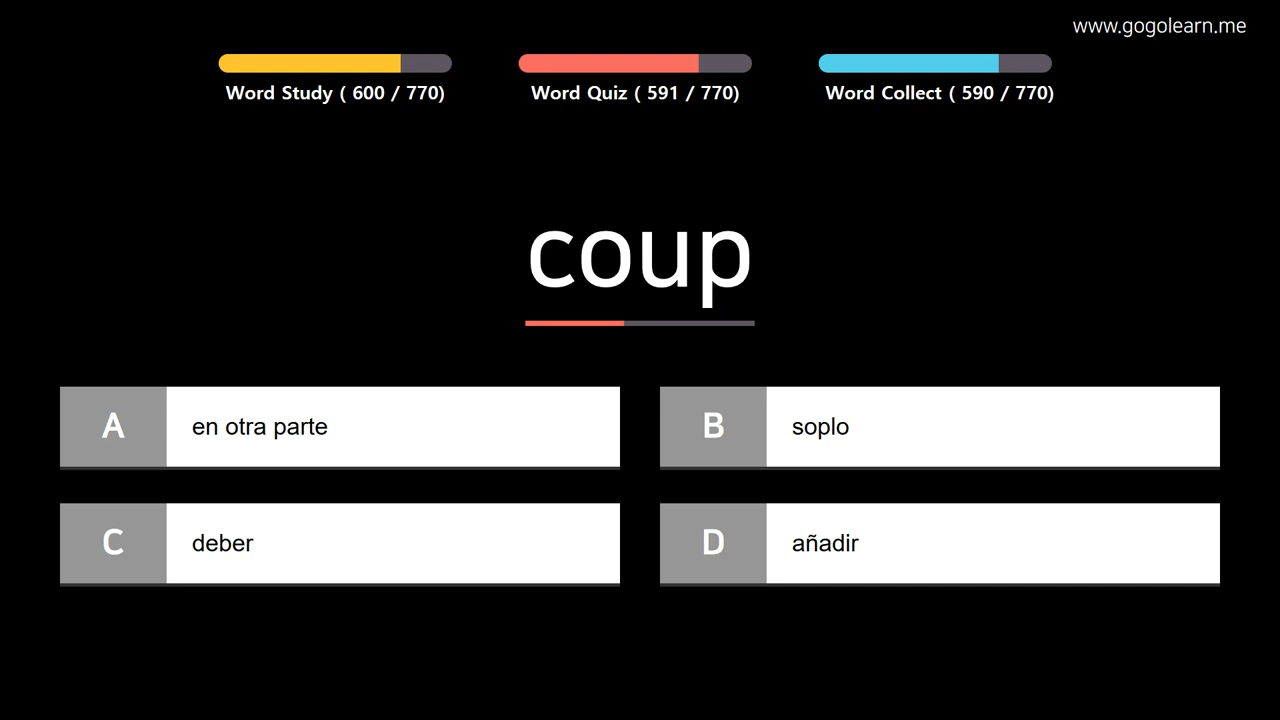 www.gogolearn.me
Word Study ( 600 / 770)
Word Quiz ( 591 / 770)
Word Collect ( 590 / 770)
coup
A en otra parte
B soplo
C deber
D añadir